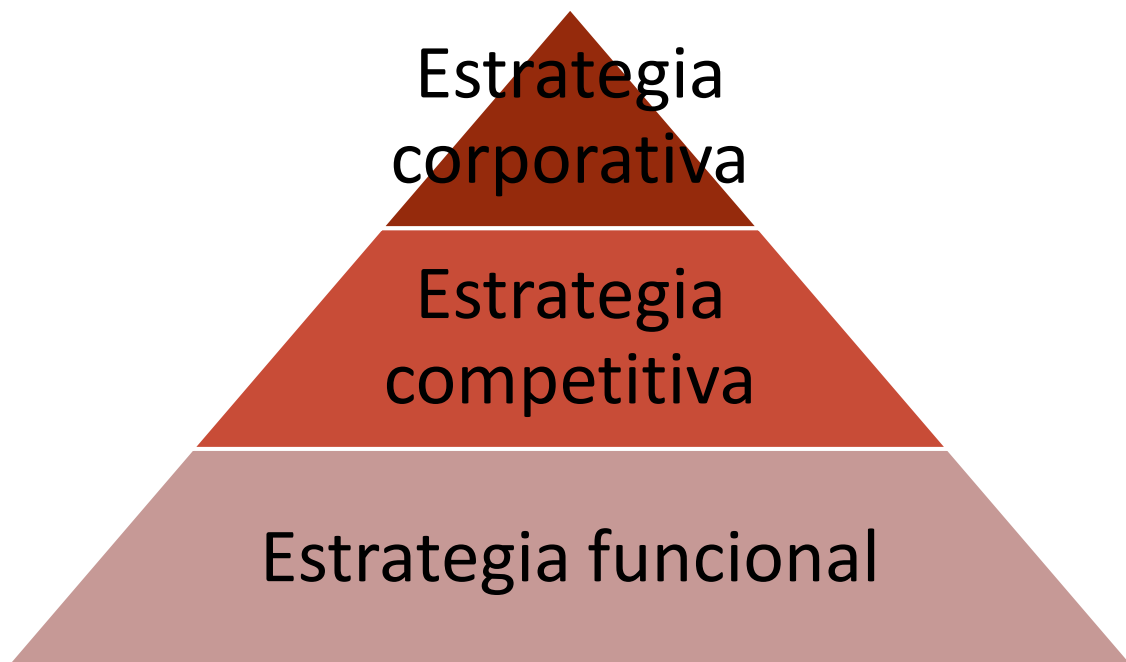 Estrategia
corporativa
Estrategia
competitiva
Estrategia funcional